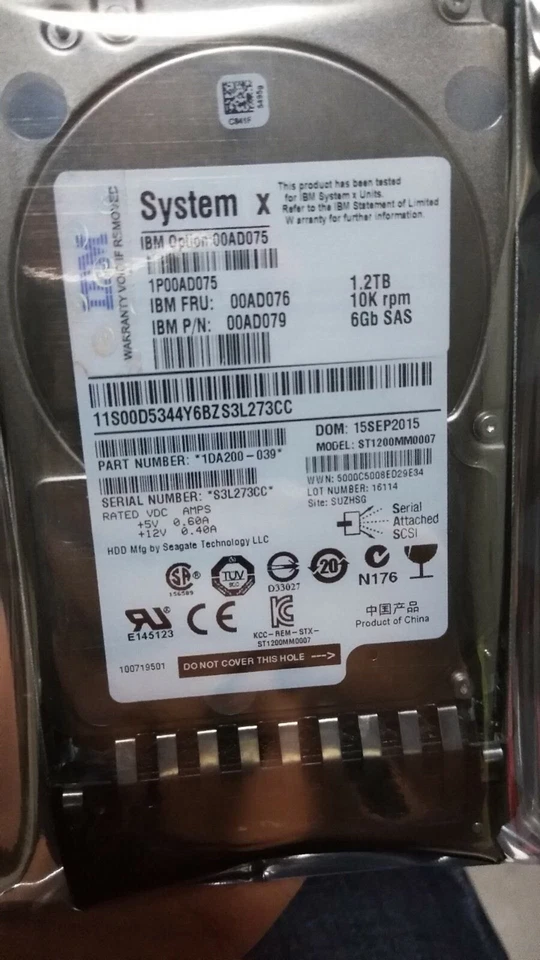 C841F
5495g
System x
This product has been tested
for IBM System x Units.
Refer to the IBM Statement of Limited
Warranty for further information.
IBM
WARRANTY VOID IF REMOVED
IBM Option 00AD075
1P00AD075
IBM FRU: 00AD076
IBM P/N: 00AD079
1.2TB
10K rpm
6Gb SAS
11S00D5344Y6BZS3L273CC
DOM: 15SEP2015
MODEL: ST1200MM0007
PART NUMBER: *1DA200-039*
WWN: 5000C5008ED29E34
LOT NUMBER: 16114
Site: SUZHSG
SERIAL NUMBER: *S3L273CC*
RATED VDC AMPS
+5V 0.60A
+12V 0.40A
Serial
Attached
SCSI
HDD Mfg by Seagate Technology LLC
SA ®
156589
TUV
D33027
20
N176
E145123
CE
KCC-REM-STX-
ST1200MM0007
中国产品
Product of China
100719501
DO NOT COVER THIS HOLE --->